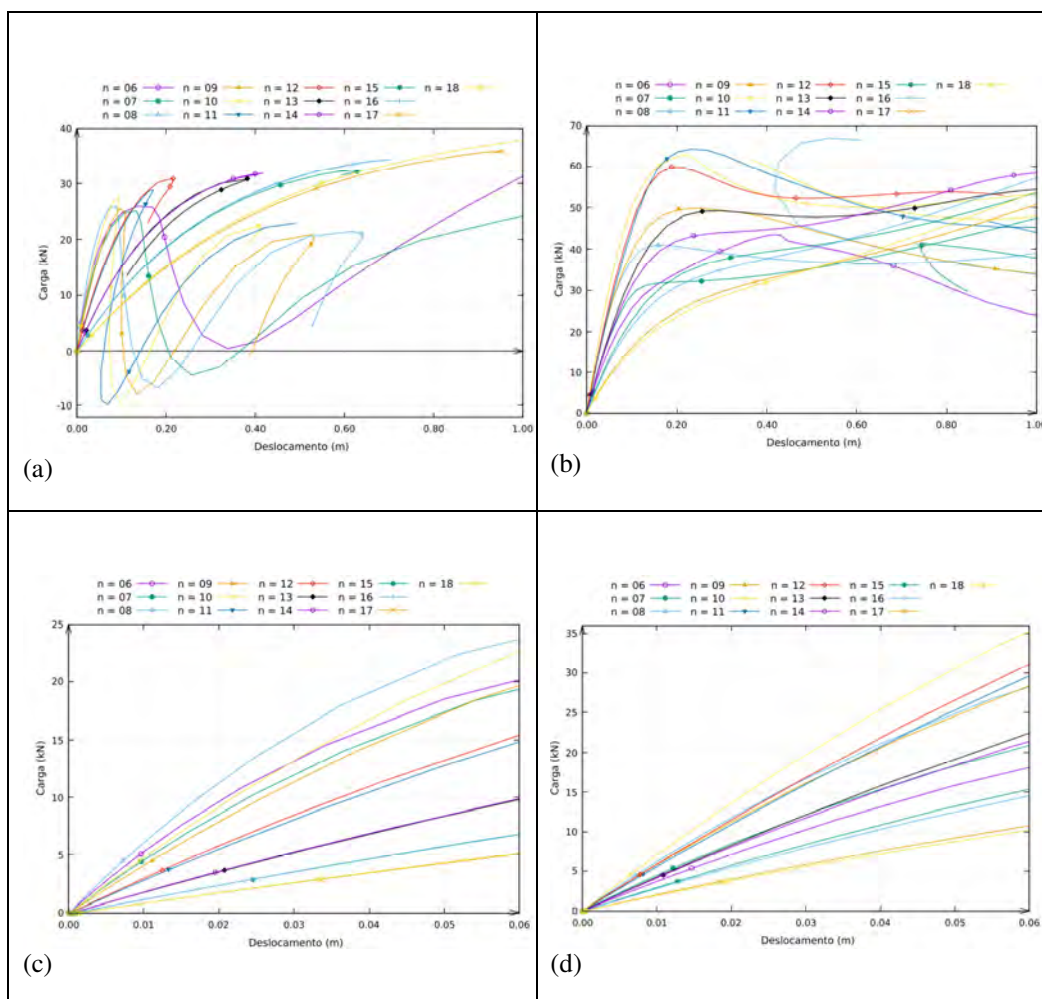 n = 06 n = 09 n = 12 n = 15 n = 18
n = 07 n = 10 n = 13 n = 16
n = 08 n = 11 n = 14 n = 17
40
30
20
10
0
-10
0.00 0.20 0.40 0.60 0.80 1.00
Carga (kN)
Deslocamento (m)
(a)
n = 06 n = 09 n = 12 n = 15 n = 18
n = 07 n = 10 n = 13 n = 16
n = 08 n = 11 n = 14 n = 17
70
60
50
40
30
20
10
0
0.00 0.20 0.40 0.60 0.80 1.00
Carga (kN)
Deslocamento (m)
(b)
n = 06 n = 09 n = 12 n = 15 n = 18
n = 07 n = 10 n = 13 n = 16
n = 08 n = 11 n = 14 n = 17
25
20
15
10
5
0
0.00 0.01 0.02 0.03 0.04 0.05 0.06
Carga (kN)
Deslocamento (m)
(c)
n = 06 n = 09 n = 12 n = 15 n = 18
n = 07 n = 10 n = 13 n = 16
n = 08 n = 11 n = 14 n = 17
35
30
25
20
15
10
5
0
0.00 0.01 0.02 0.03 0.04 0.05 0.06
Carga (kN)
Deslocamento (m)
(d)